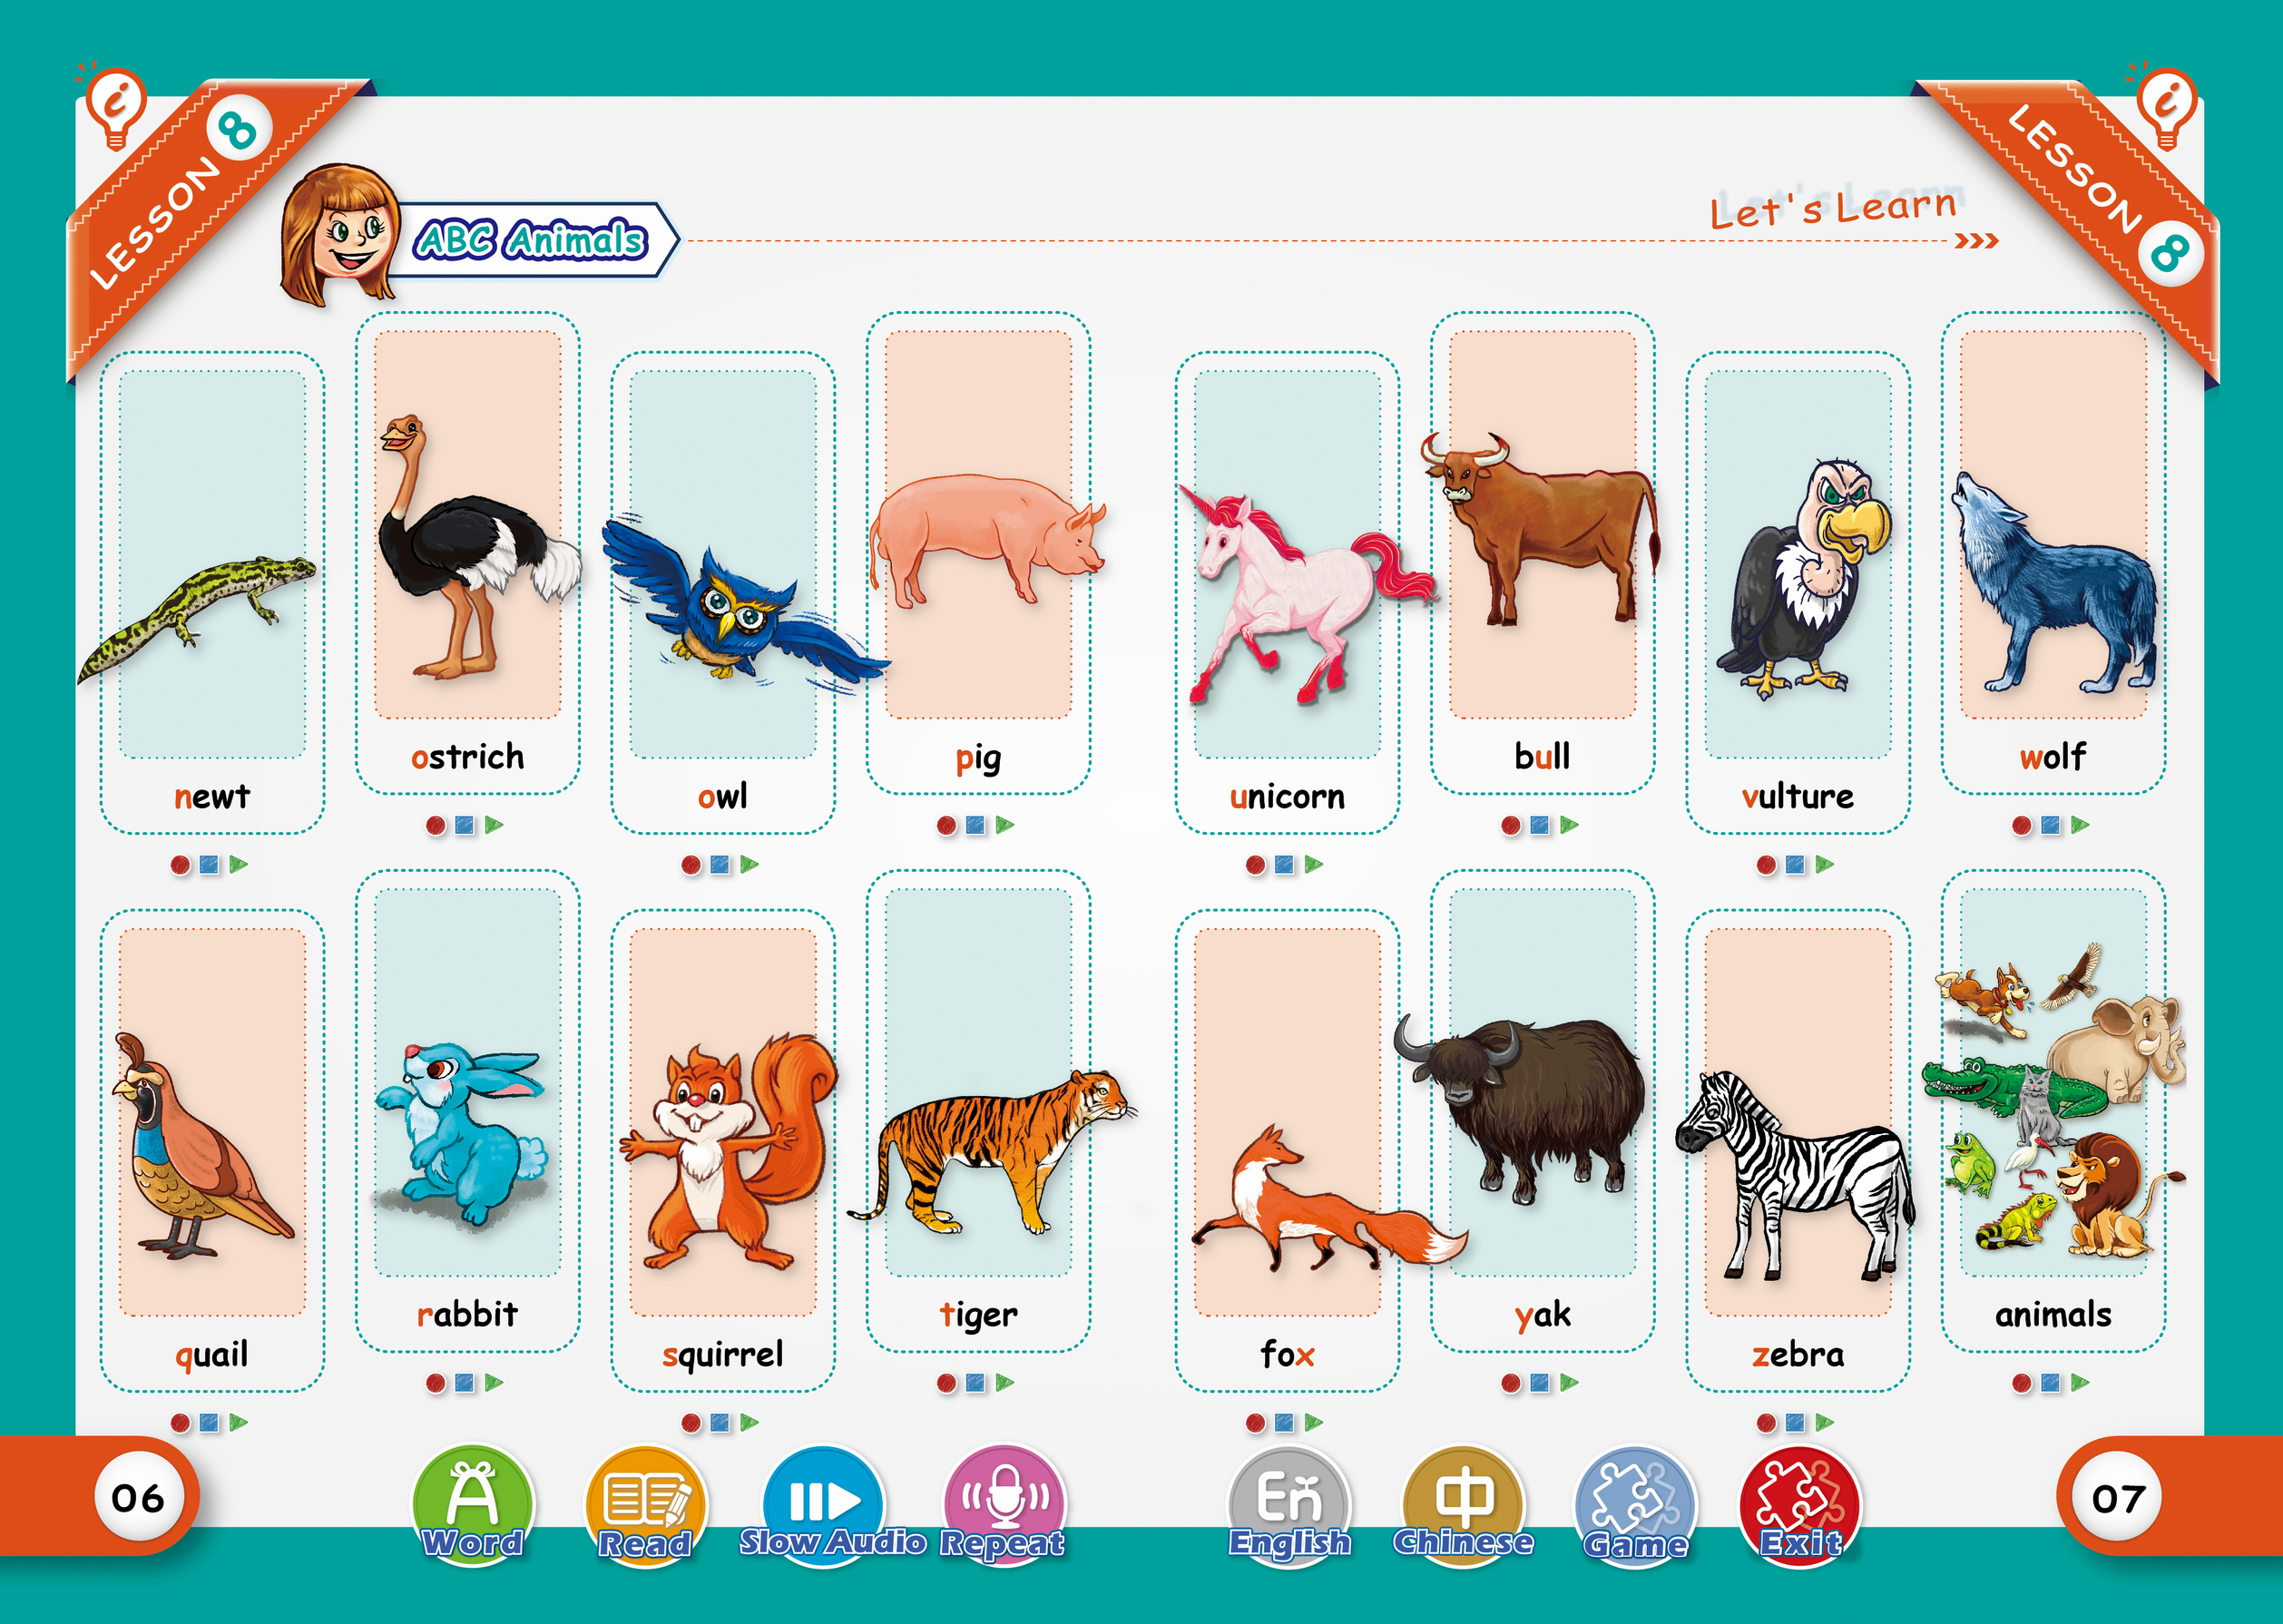 LESSON 8
LESSON 8
ABC Animals
Let's Learn
newt
ostrich
owl
pig
unicorn
bull
vulture
wolf
quail
rabbit
squirrel
tiger
fox
yak
zebra
animals
06
Word
Read
Slow Audio
Repeat
En
English
中
Chinese
Game
Exit
07